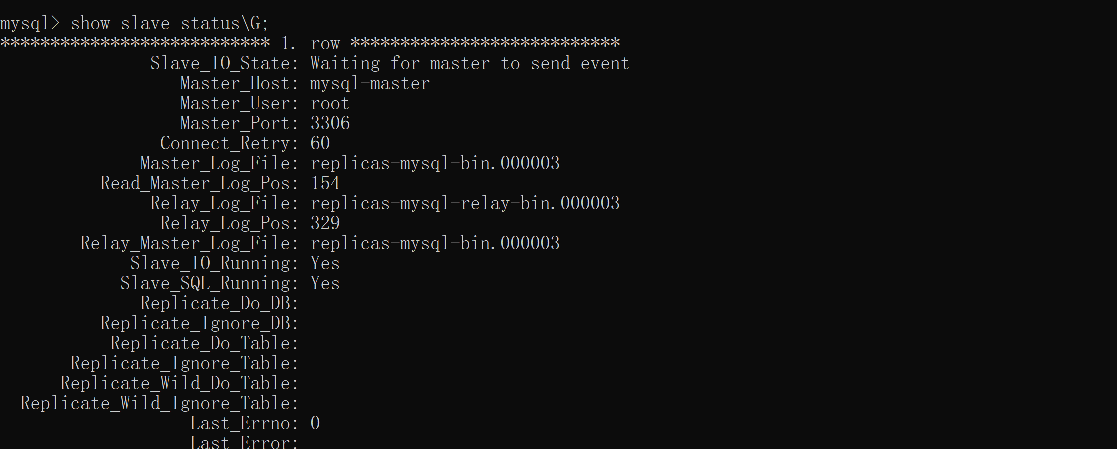 mysql> show slave status\G;
*************************** 1. row ***************************
Slave_IO_State: Waiting for master to send event
Master_Host: mysql-master
Master_User: root
Master_Port: 3306
Connect_Retry: 60
Master_Log_File: replicas-mysql-bin.000003
Read_Master_Log_Pos: 154
Relay_Log_File: replicas-mysql-relay-bin.000003
Relay_Log_Pos: 329
Relay_Master_Log_File: replicas-mysql-bin.000003
Slave_IO_Running: Yes
Slave_SQL_Running: Yes
Replicate_Do_DB:
Replicate_Ignore_DB:
Replicate_Do_Table:
Replicate_Ignore_Table:
Replicate_Wild_Do_Table:
Replicate_Wild_Ignore_Table:
Last_Errno: 0
Last_Error: